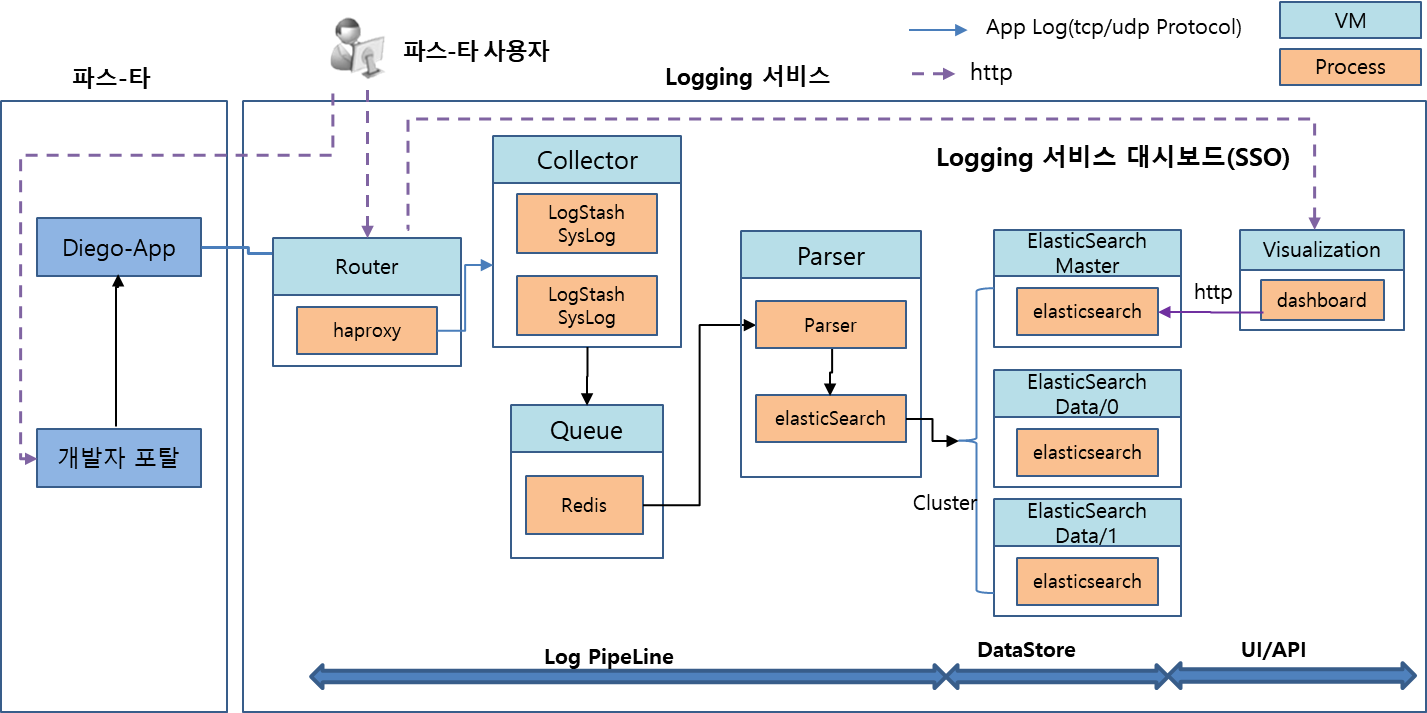 App Log(tcp/udp Protocol)
VM
파스-타 사용자
http
Process
파스-타
Logging 서비스
Collector
Logging 서비스 대시보드(SSO)
LogStash
SysLog
LogStash
SysLog
Diego-App
Router
haproxy
Parser
Parser
elasticSearch
ElasticSearch
Master
elasticsearch
http
Visualization
dashboard
ElasticSearch
Data/0
elasticsearch
Queue
Redis
개발자 포탈
Cluster
ElasticSearch
Data/1
elasticsearch
Log PipeLine
DataStore
UI/API